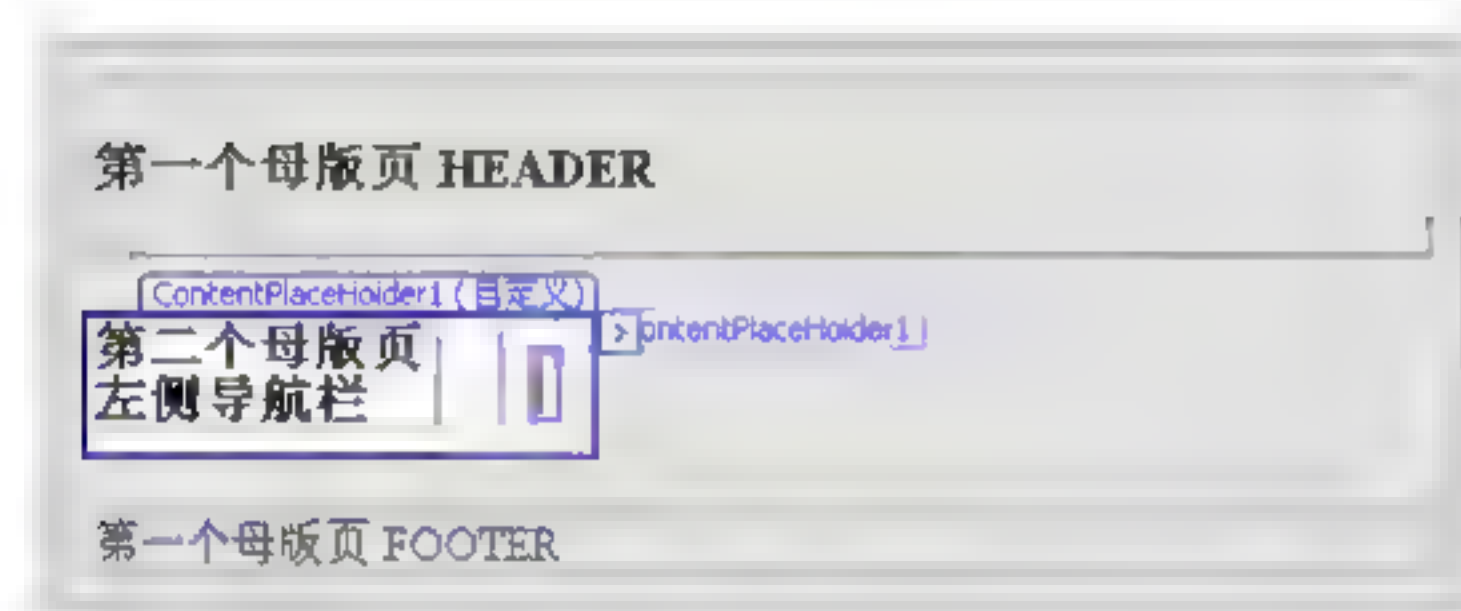 第一个母版页 HEADER
ContentPlaceHolder1 (自定义)
ontentPlaceHolder1
第二个母版页
左侧导航栏
第一个母版页 FOOTER